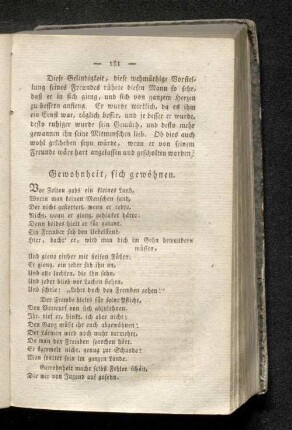 — 181 —
Diese Gelindigkeit, diese wehmüthige Vorstel-
lung seines Freundes rührte diesen Mann so sehr,
daß er in sich gieng, und sich von ganzem Herzen
zu bessern anfieng. Es wurde wirklich, da es ihm
ein Ernst war, täglich besser, und je besser er wurde,
desto ruhiger wurde sein Gemüth, und desto mehr
gewannen ihn seine Mitmenschen lieb. Ob dies auch
wohl geschehen seyn würde, wenn er von seinem
Freunde wäre hart angelassen und gescholten worden?
Gewohnheit, sich gewöhnen.
Vor Zeiten gabs ein kleines Land,
Worin man keinen Menschen fand,
Der nicht gestottert, wenn er redte,
Nicht, wenn er gieng, gehinket hätte;
Denn beides hielt man für galant.
Ein Fremder sah den Uebelstand;
Hier, dacht' er, wird man dich im Gehn bewundern
müssen,
Und gieng einher mit steifen Füßen.
Er gieng, ein jeder sah ihn an,
Und alle lachten, die ihn sahn,
Und jeder blieb vor Lachen stehen,
Und schrie: „Lehrt doch den Fremden gehen!"
Der Fremde hielts für seine Pflicht,
Den Vorwurf von sich abzulehnen.
Ihr, rief er, hinkt, ich aber nicht;
Den Gang müßt ihr euch abgewöhnen!
Der Lärmen wird noch mehr vermehrt,
Da man den Fremden sprechen hört.
Er stammelt nicht, genug zur Schande!
Man spottet sein im ganzen Lande.
Gewohnheit macht selbst Fehler schön,
Die wir von Jugend auf gesehn.